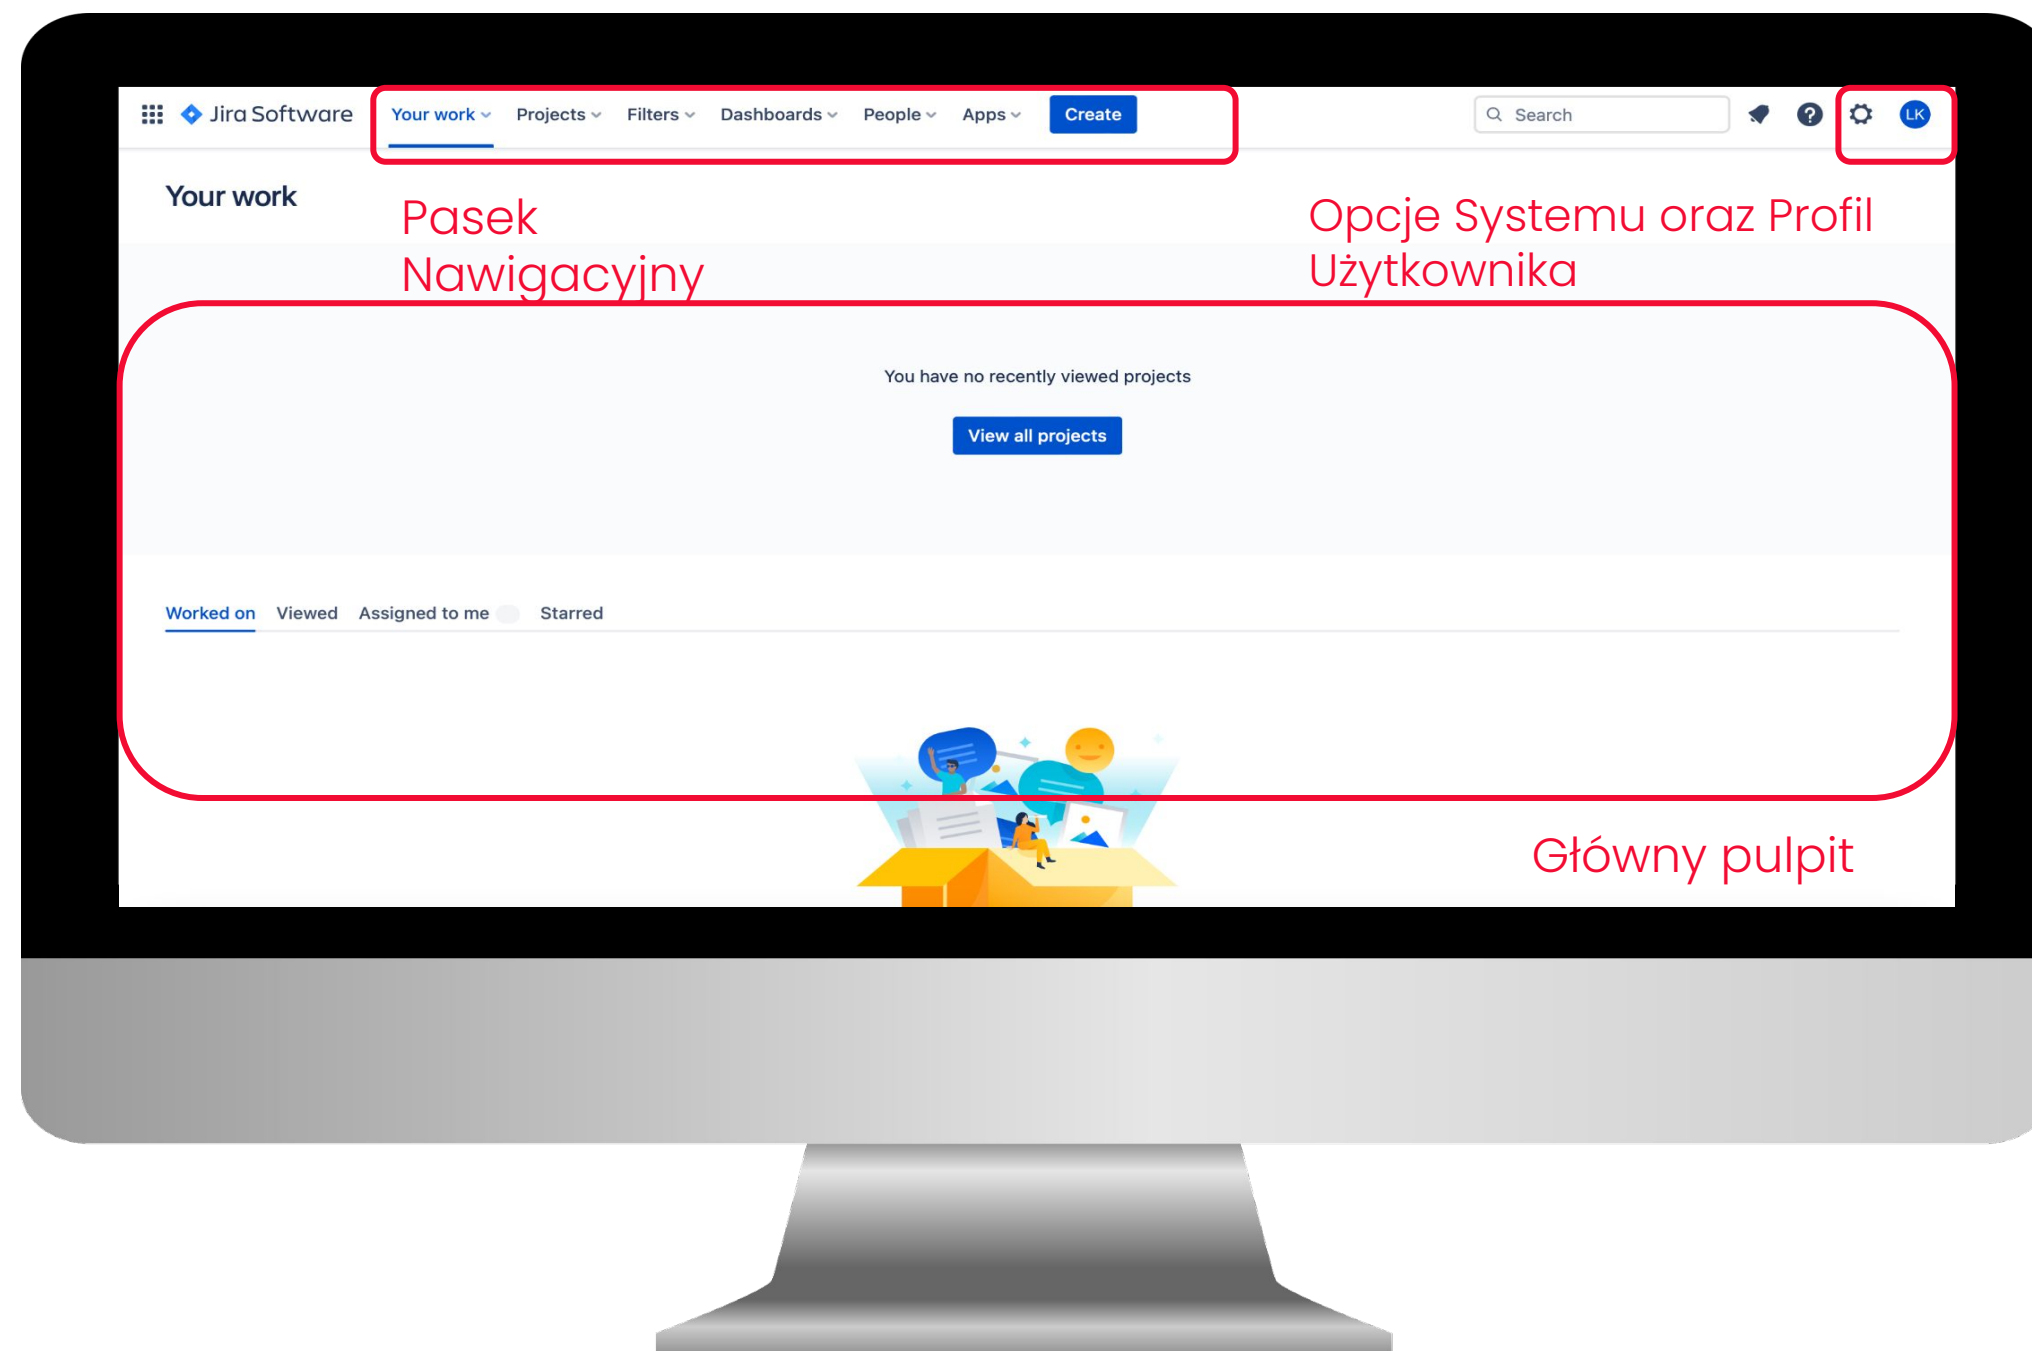 Jira Software Your work Projects Filters Dashboards People Apps Create Search LK
Your work
Pasek
Nawigacyjny
Opcje Systemu oraz Profil
Użytkownika
You have no recently viewed projects
View all projects
Worked on Viewed Assigned to me Starred
Główny pulpit